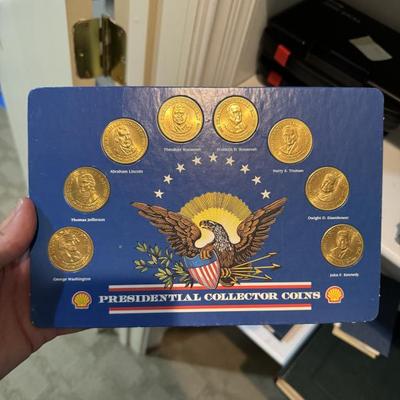 Theodore Roosevelt
Franklin D. Roosevelt
Abraham Lincoln
Harry S. Truman
Thomas Jefferson
Dwight D. Eisenhower
George Washington
John F. Kennedy
PRESIDENTIAL COLLECTOR COINS